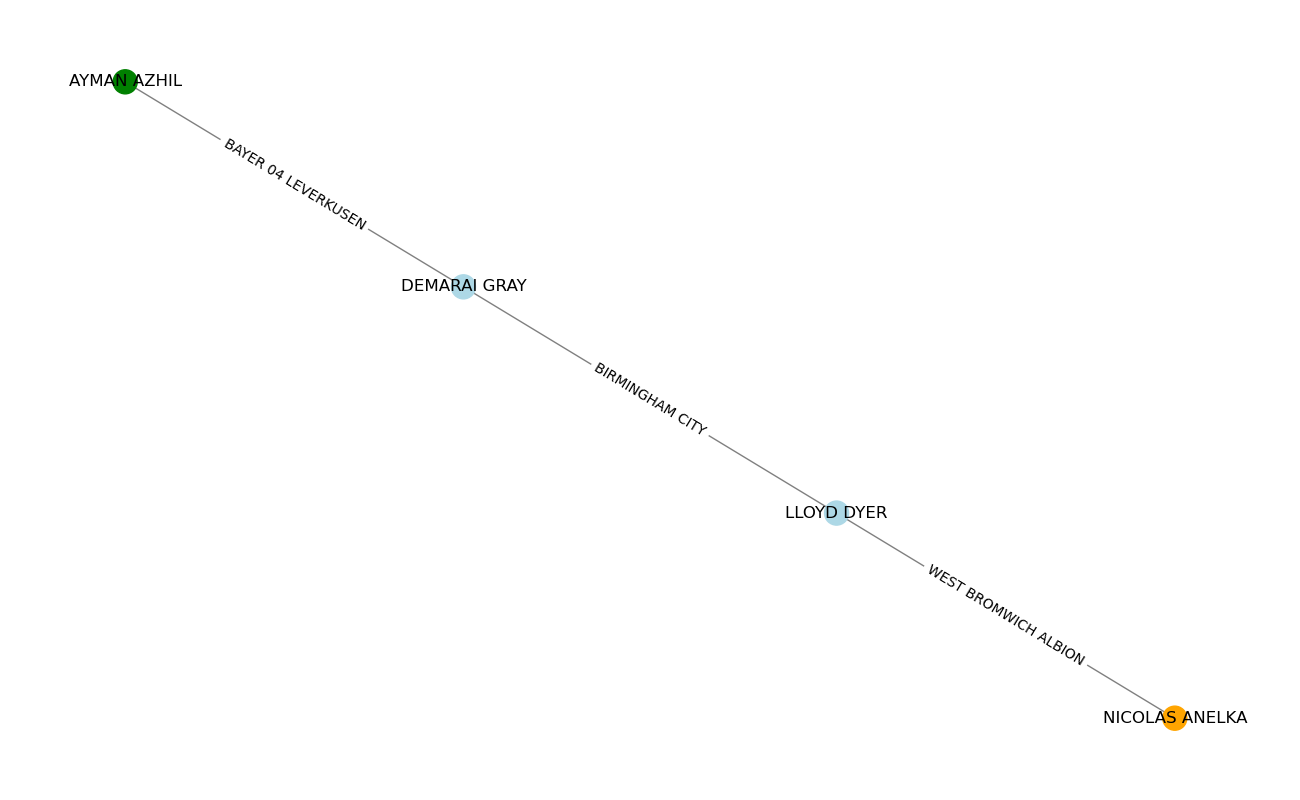 AYMAN AZHIL
BAYER 04 LEVERKUSEN
DEMARAI GRAY
BIRMINGHAM CITY
LLOYD DYER
WEST BROMWICH ALBION
NICOLAS ANELKA